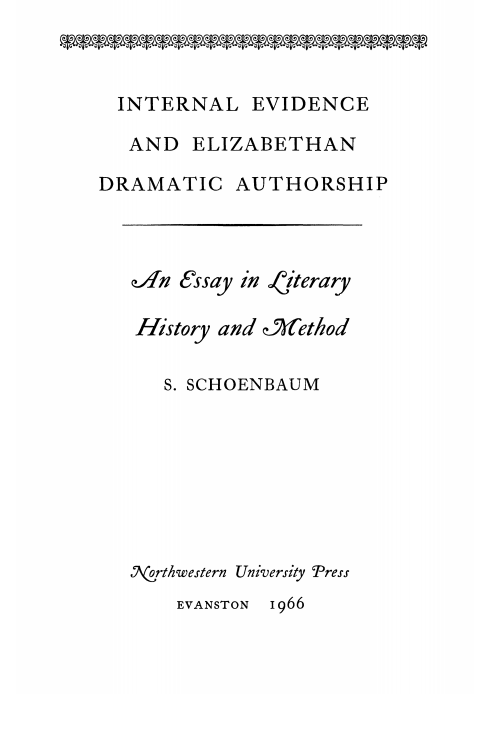 INTERNAL EVIDENCE
AND ELIZABETHAN
DRAMATIC AUTHORSHIP
An Essay in Literary
History and Method
S. SCHOENBAUM
Northwestern University Press
EVANSTON 1966